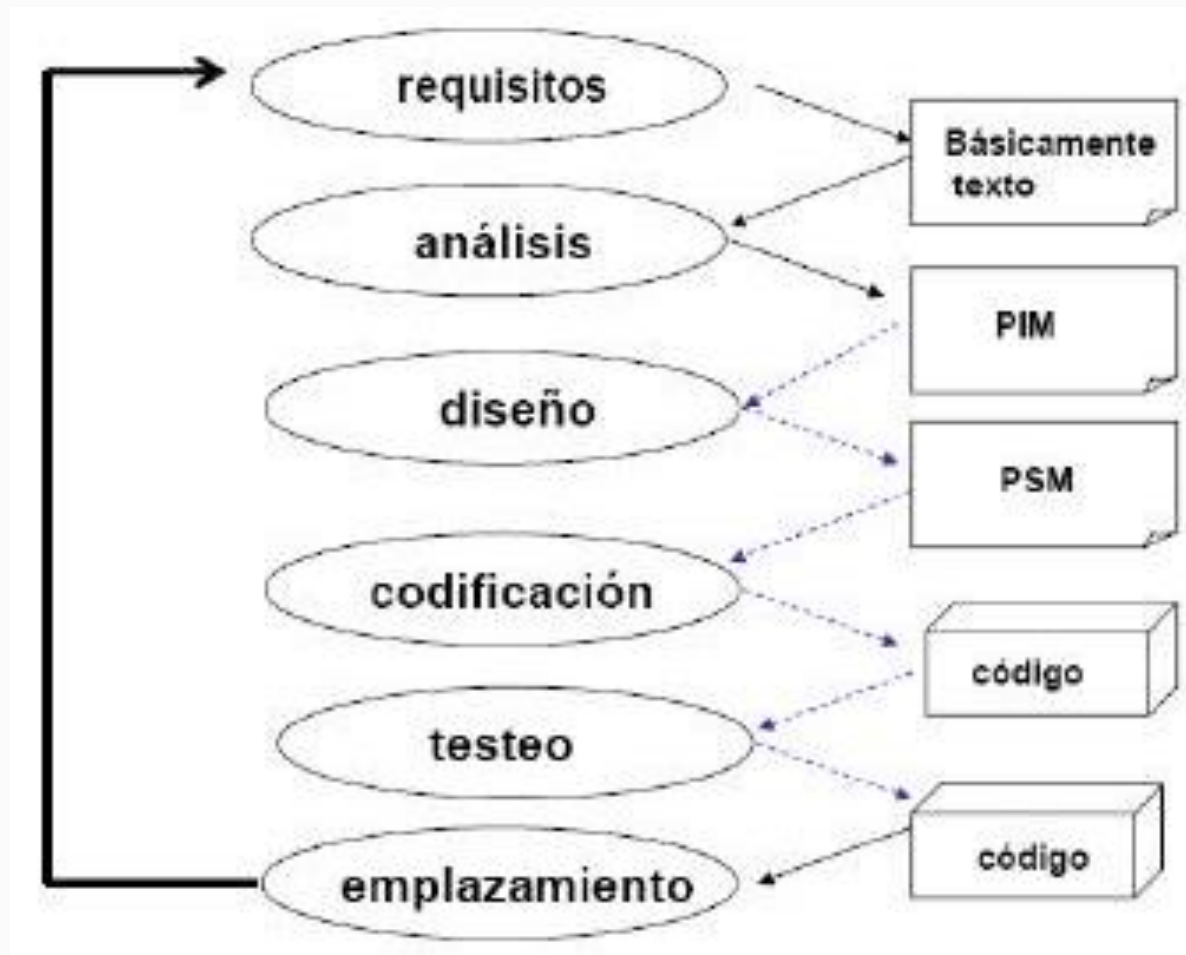 requisitos
Básicamente
texto
análisis
PIM
diseño
PSM
codificación
código
testeo
código
emplazamiento